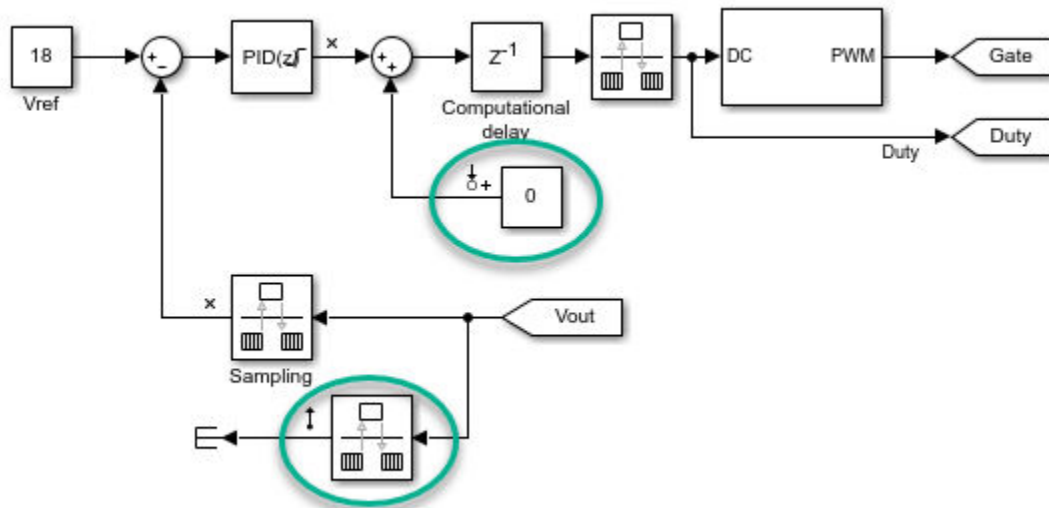 18
Vref
+
-
PID(z)
+
+
Z-1
Computational
delay
DC
PWM
Gate
Duty
Duty
+
0
Vout
Sampling